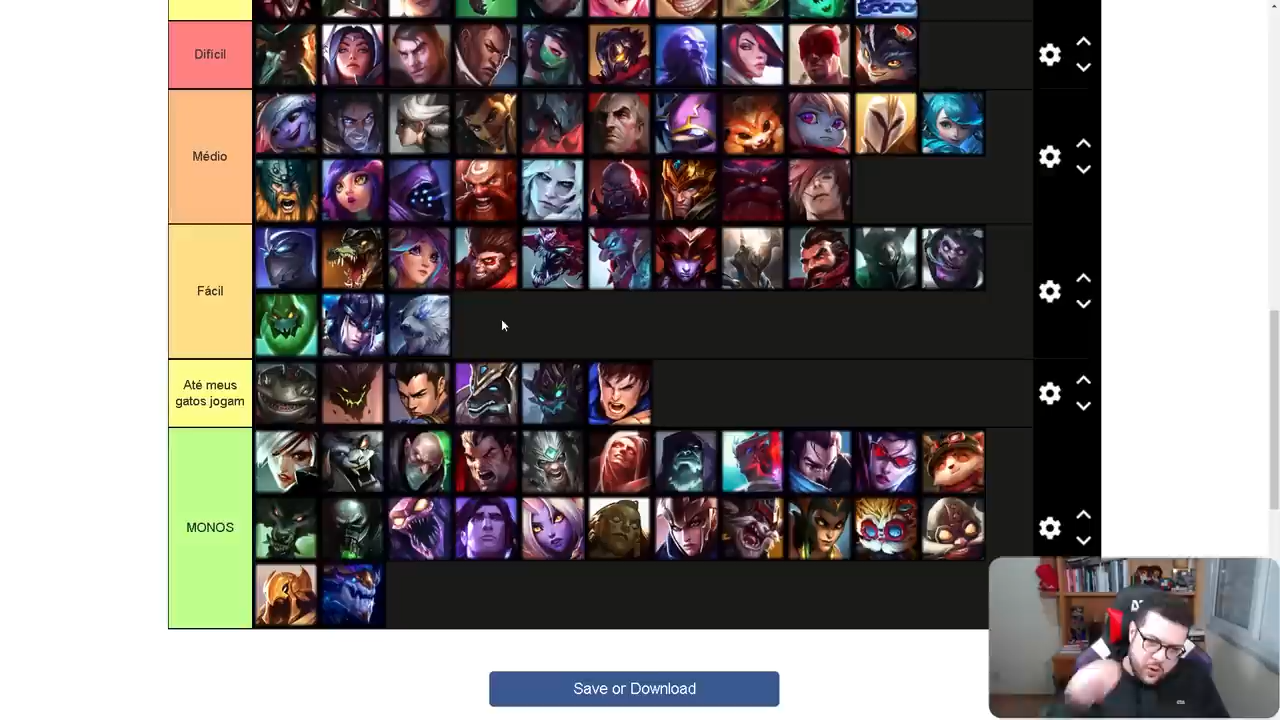 Difícil
Médio
Fácil
Até meus
gatos jogam
MONOS
Save or Download